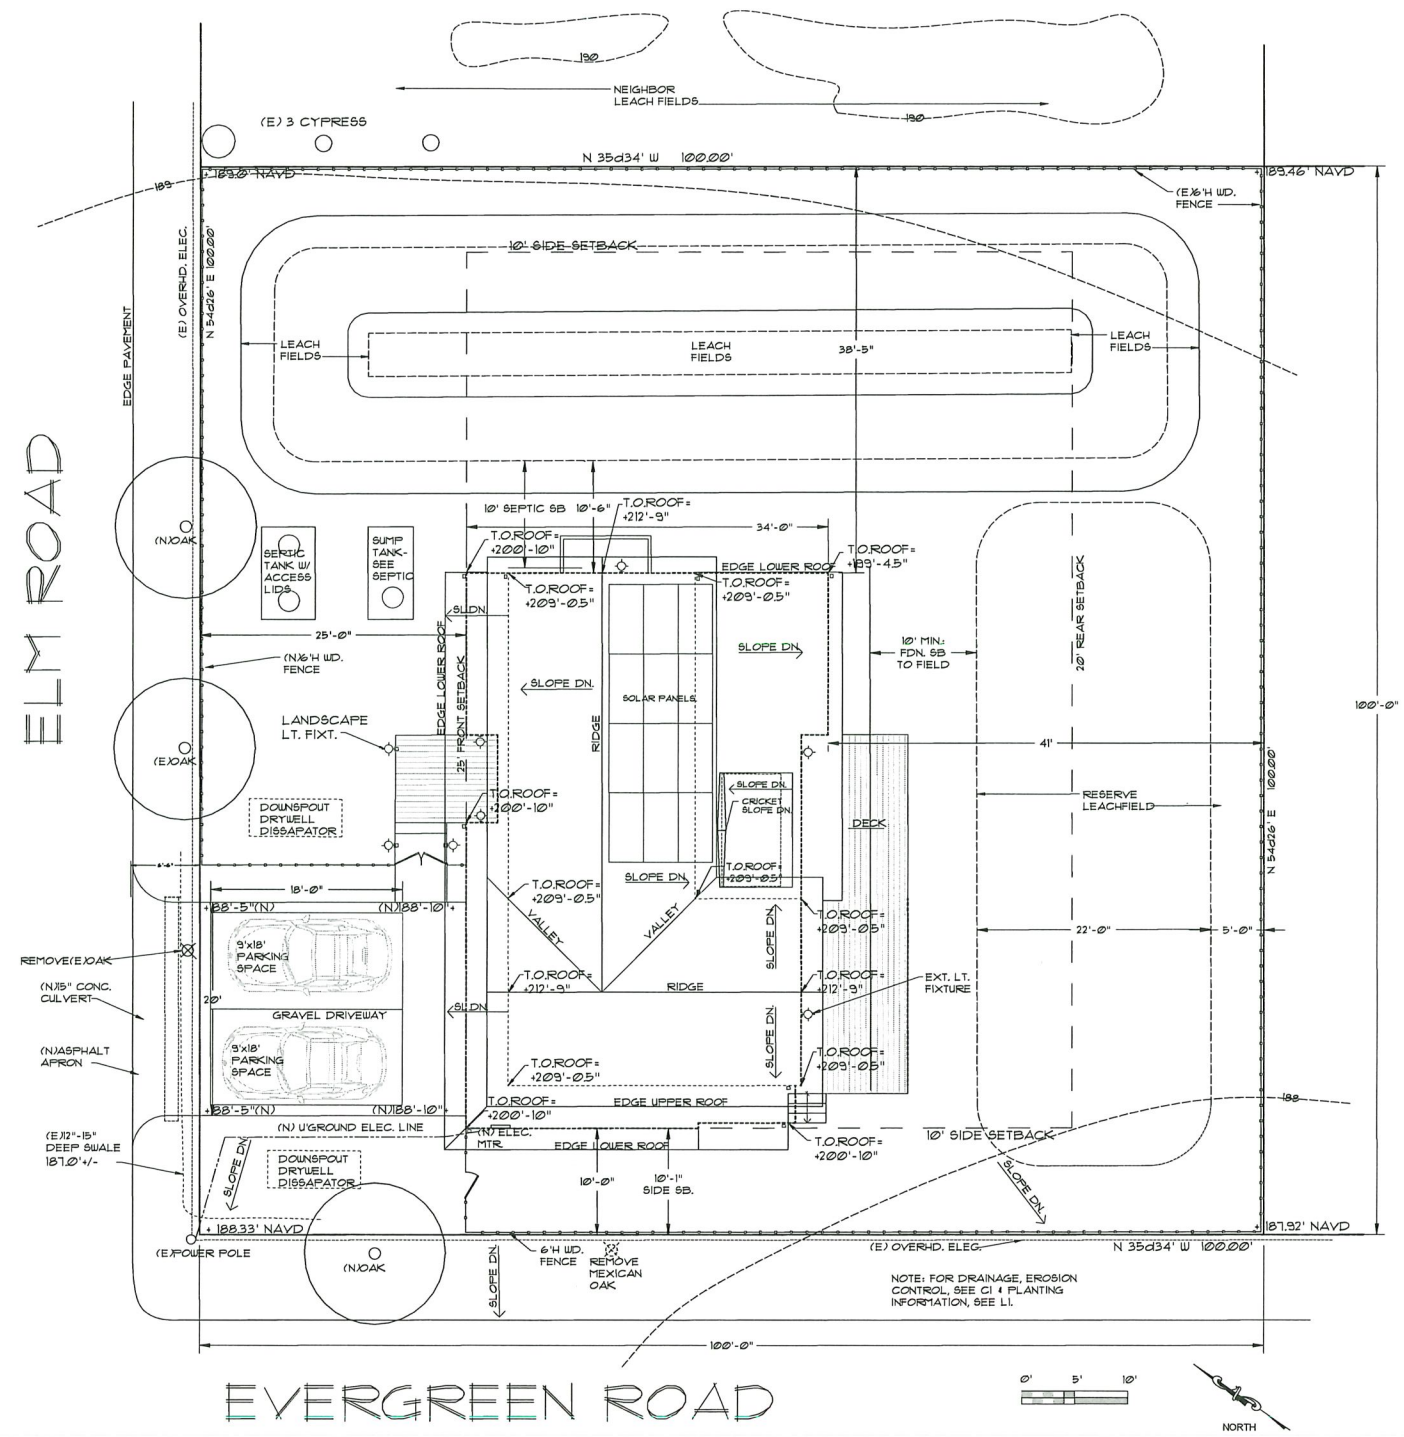 190
NEIGHBOR
LEACH FIELDS
190
(E) 3 CYPRESS
N 35d34' W 100.00'
189.0' NAVD
189.46' NAVD
189
(E)6'H WD.
FENCE
(E) OVERHD. ELEC.
N 54d26' E 100.00'
10' SIDE SETBACK
EDGE PAVEMENT
LEACH
FIELDS
LEACH
FIELDS
38'-5"
LEACH
FIELDS
ELM ROAD
10' SEPTIC SB
10'-6"
T.O.ROOF=
+212'-9"
34'-0"
T.O.ROOF=
+200'-10"
T.O.ROOF=
+199'-4.5"
(N)OAK
SEPTIC
TANK W/
ACCESS
LIDS
SUMP
TANK-
SEE
SEPTIC
EDGE LOWER ROOF
T.O.ROOF=
+209'-0.5"
T.O.ROOF=
+209'-0.5"
SL.DN.
25'-0"
(N)6'H WD.
FENCE
EDGE LOWER ROOF
25' FRONT SETBACK
SLOPE DN.
SLOPE DN.
10' MIN.
FDN. SB
TO FIELD
20' REAR SETBACK
SOLAR PANELS
RIDGE
LANDSCAPE
LT. FIXT.
100'-0"
(E)OAK
41'
N 54d26' E 100.00'
T.O.ROOF=
+200'-10"
SLOPE DN.
CRICKET
SLOPE DN.
RESERVE
LEACHFIELD
DOWNSPOUT
DRYWELL
DISSAPATOR
DECK
6'-6"
18'-0"
SLOPE DN.
T.O.ROOF=
+209'-0.5"
T.O.ROOF=
+209'-0.5"
188'-5"(N)
(N)188'-10"
VALLEY
VALLEY
SLOPE DN.
T.O.ROOF=
+209'-0.5"
22'-0"
5'-0"
REMOVE(E)OAK
9'x18'
PARKING
SPACE
(N)15" CONC.
CULVERT
20'
T.O.ROOF=
+212'-9"
RIDGE
T.O.ROOF=
+212'-9"
EXT. LT.
FIXTURE
GRAVEL DRIVEWAY
SL.DN.
SLOPE DN.
(N)ASPHALT
APRON
9'x18'
PARKING
SPACE
T.O.ROOF=
+209'-0.5"
T.O.ROOF=
+209'-0.5"
188'-5"(N)
(N)188'-10"
T.O.ROOF=
+200'-10"
EDGE UPPER ROOF
188
(N) U'GROUND ELEC. LINE
(N) ELEC.
MTR.
EDGE LOWER ROOF
T.O.ROOF=
+200'-10"
10' SIDE SETBACK
(E)12"-15"
DEEP SWALE
187.0'+/-
SLOPE DN.
DOWNSPOUT
DRYWELL
DISSAPATOR
10'-0"
10'-1"
SIDE SB.
SLOPE DN.
188.33' NAVD
187.92' NAVD
(E)POWER POLE
(N)OAK
SLOPE DN.
6'H WD.
FENCE
REMOVE
MEXICAN
OAK
(E) OVERHD. ELEC.
N 35d34' W 100.00'
NOTE: FOR DRAINAGE, EROSION
CONTROL, SEE C1 & PLANTING
INFORMATION, SEE L1.
100'-0"
EVERGREEN ROAD
0' 5' 10'
NORTH